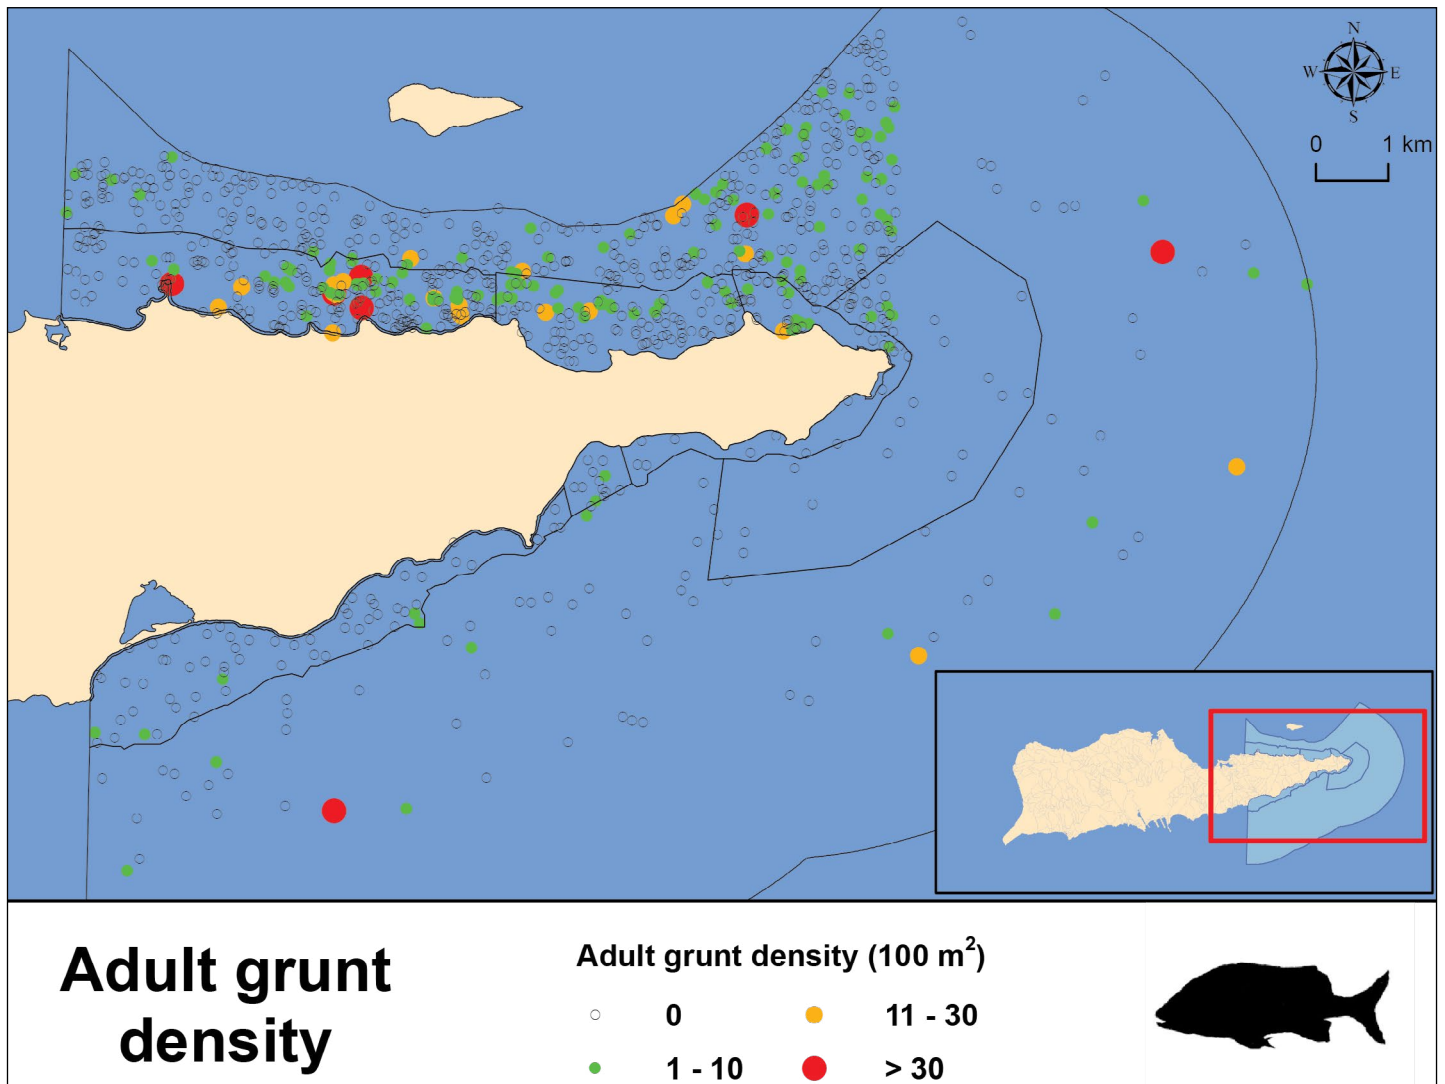 N
W E
S
0 1 km
Adult grunt
density
Adult grunt density (100 m²)
0 11 - 30
1 - 10 > 30